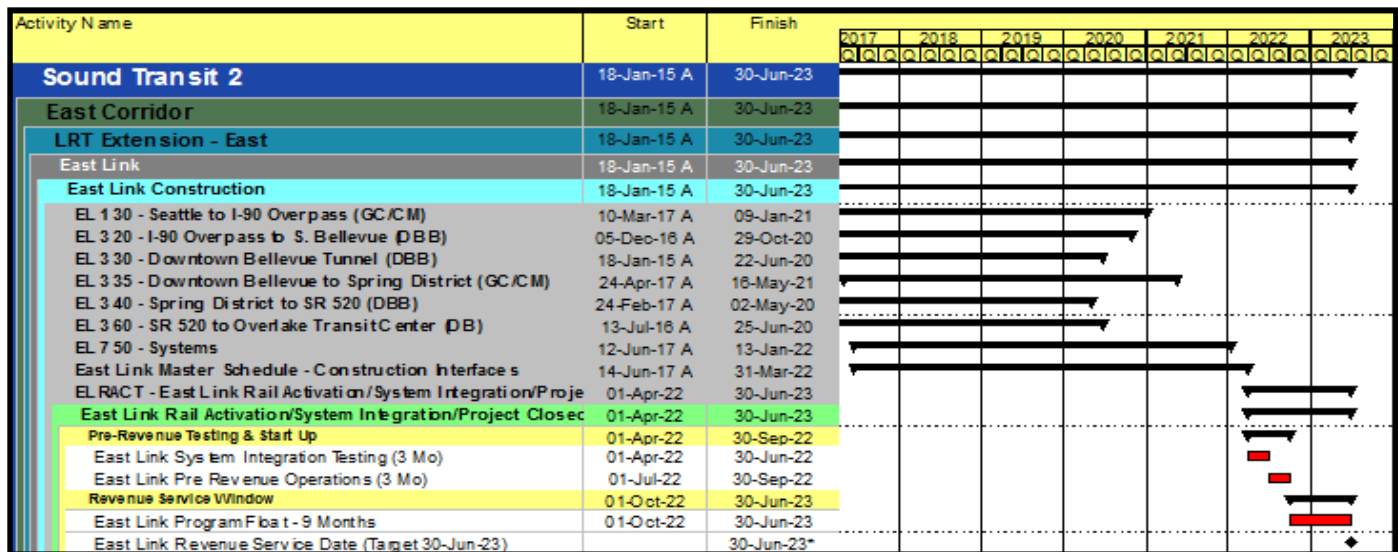 Activity Name Start Finish
2017 2018 2019 2020 2021 2022 2023
Q Q Q Q Q Q Q Q Q Q Q Q Q Q Q Q Q Q Q Q Q Q Q Q Q Q Q
Sound Transit 2 18-Jan-15 A 30-Jun-23
East Corridor 18-Jan-15 A 30-Jun-23
LRT Extension - East 18-Jan-15 A 30-Jun-23
East Link 18-Jan-15 A 30-Jun-23
East Link Construction 18-Jan-15 A 30-Jun-23
EL 130 - Seattle to I-90 Overpass (GC/CM) 10-Mar-17 A 09-Jan-21
EL 320 - I-90 Overpass to S. Bellevue (DBB) 05-Dec-16 A 29-Oct-20
EL 330 - Downtown Bellevue Tunnel (DBB) 18-Jan-15 A 22-Jun-20
EL 335 - Downtown Bellevue to Spring District (GC/CM) 24-Apr-17 A 16-May-21
EL 340 - Spring District to SR 520 (DBB) 24-Feb-17 A 02-May-20
EL 360 - SR 520 to Overlake Transit Center (DB) 13-Jul-16 A 25-Jun-20
EL 750 - Systems 12-Jun-17 A 13-Jan-22
East Link Master Schedule - Construction Interfaces 14-Jun-17 A 31-Mar-22
ELRACT - East Link Rail Activation/System Integration/Proje 01-Apr-22 30-Jun-23
East Link Rail Activation/System Integration/Project Closec 01-Apr-22 30-Jun-23
Pre-Revenue Testing & Start Up 01-Apr-22 30-Sep-22
East Link System Integration Testing (3 Mo) 01-Apr-22 30-Jun-22
East Link Pre Revenue Operations (3 Mo) 01-Jul-22 30-Sep-22
Revenue Service Window 01-Oct-22 30-Jun-23
East Link Program Float - 9 Months 01-Oct-22 30-Jun-23
East Link Revenue Service Date (Target 30-Jun-23) 30-Jun-23*